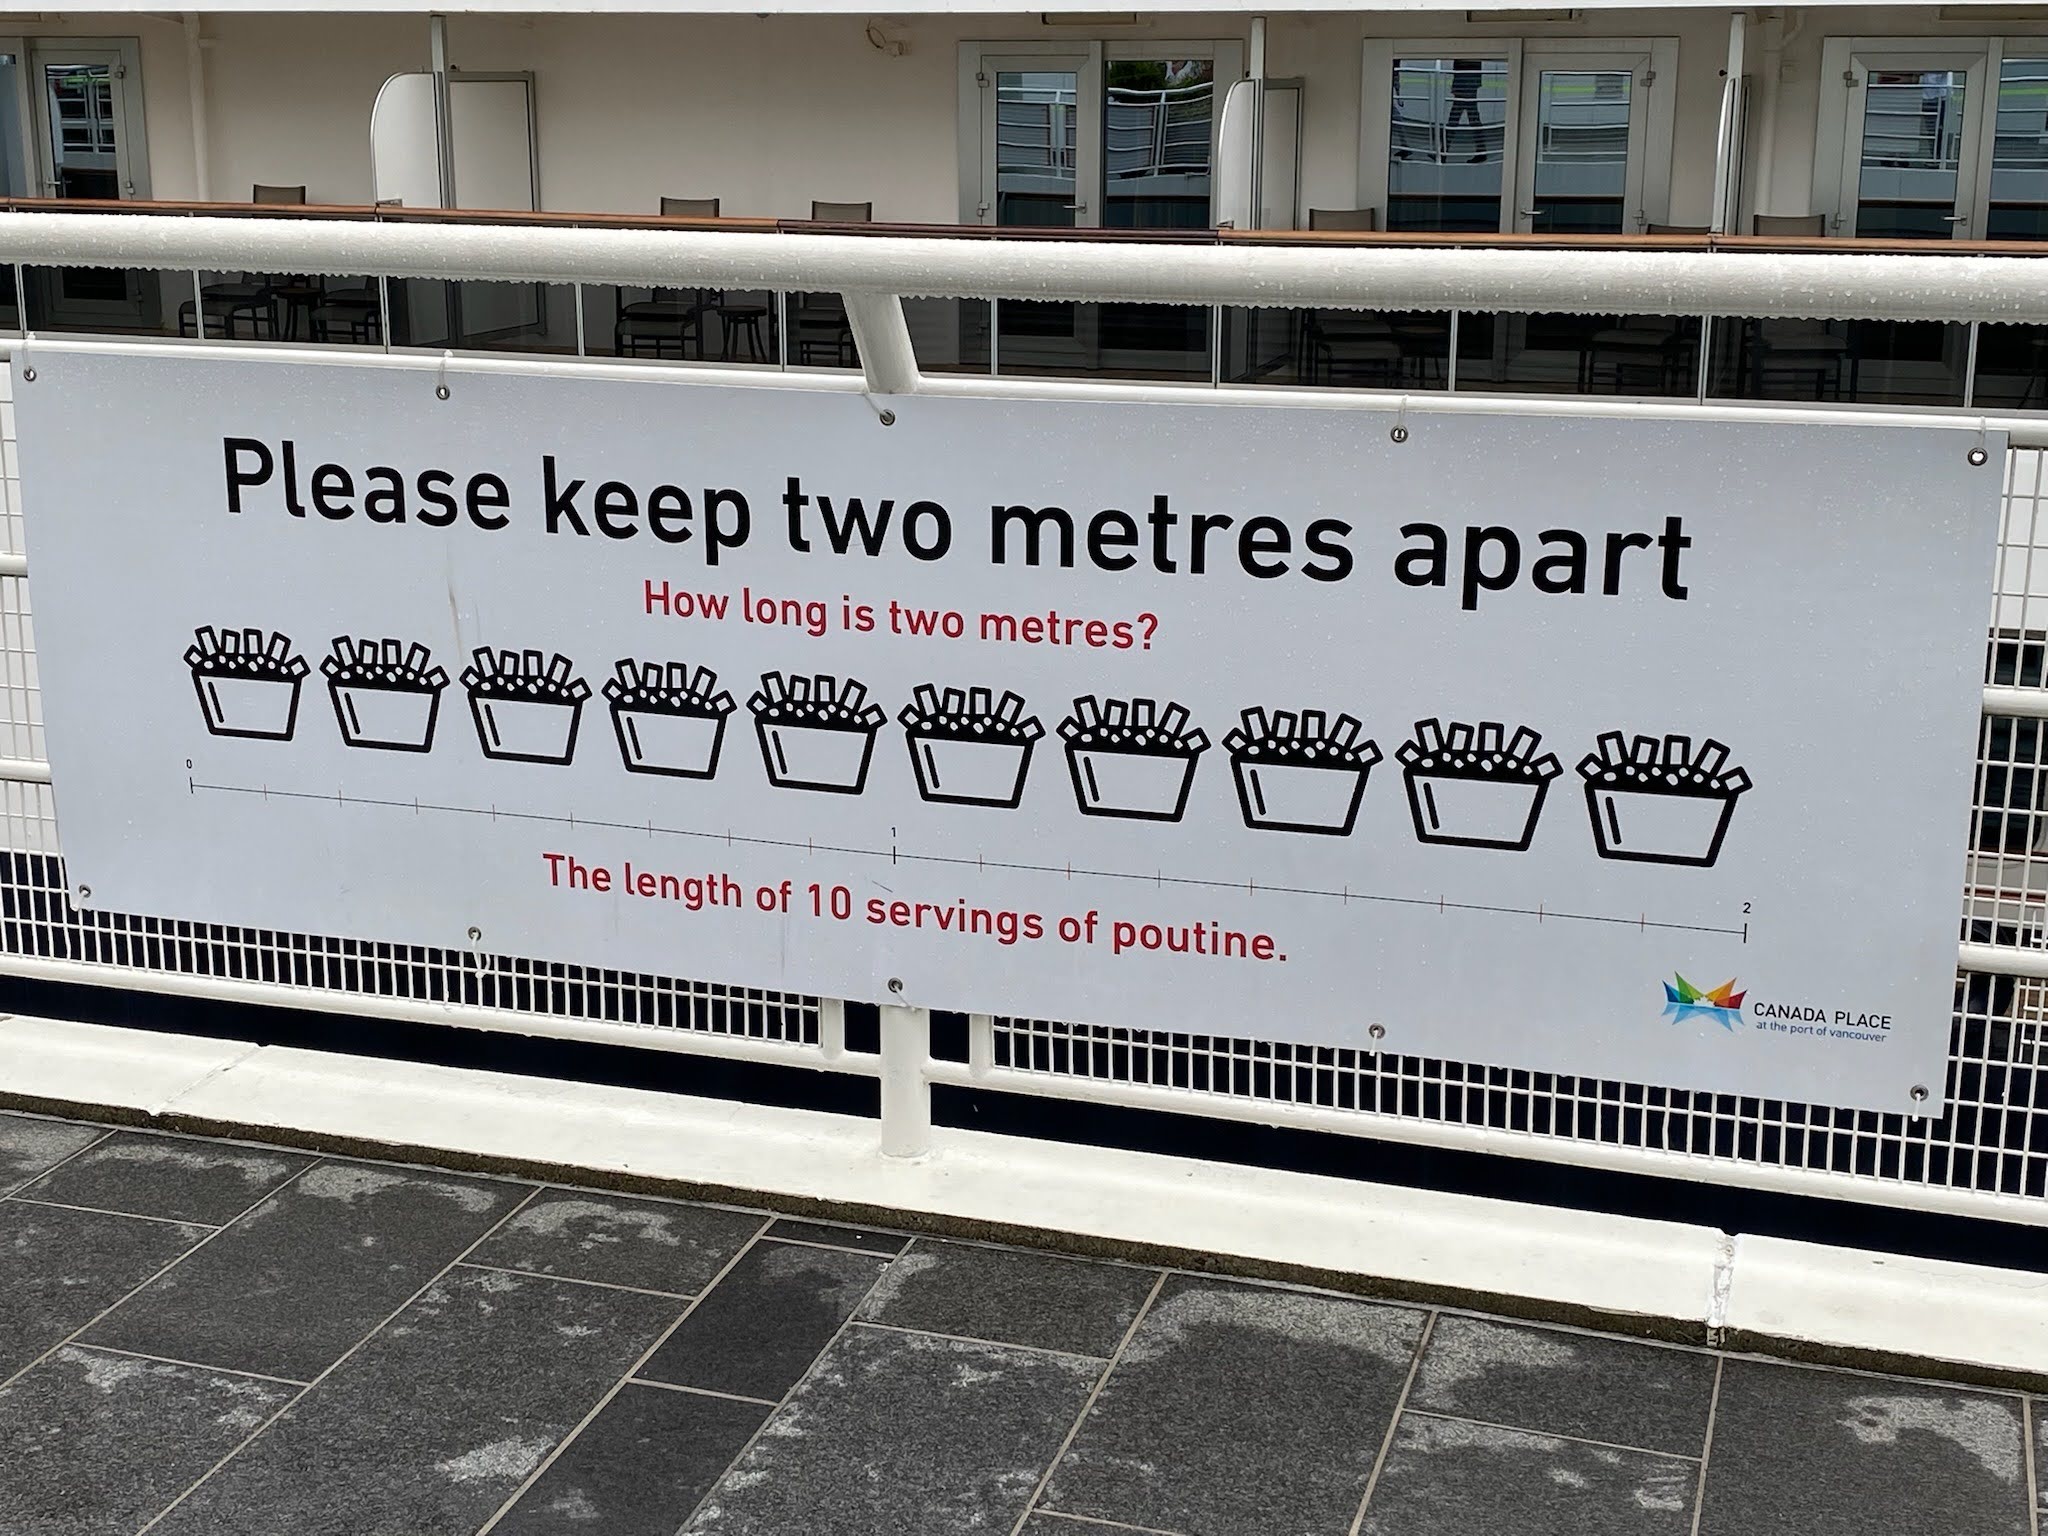 Please keep two metres apart
How long is two metres?
0
1
2
The length of 10 servings of poutine.
CANADA PLACE
at the port of vancouver